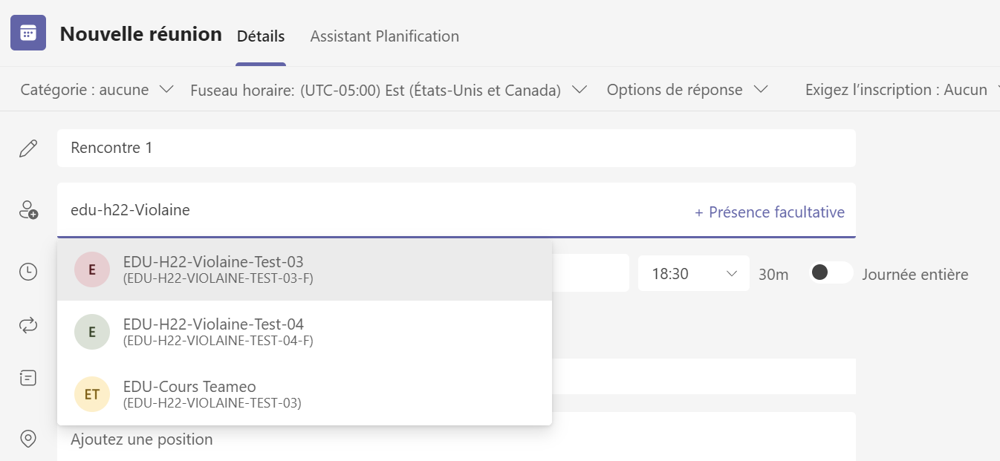 Nouvelle réunion Détails Assistant Planification
Catégorie : aucune Fuseau horaire: (UTC-05:00) Est (États-Unis et Canada) Options de réponse Exigez l’inscription : Aucun
Rencontre 1
edu-h22-Violaine + Présence facultative
E EDU-H22-Violaine-Test-03
(EDU-H22-VIOLAINE-TEST-03-F)
18:30 30m Journée entière
E EDU-H22-Violaine-Test-04
(EDU-H22-VIOLAINE-TEST-04-F)
ET EDU-Cours Teameo
(EDU-H22-VIOLAINE-TEST-03)
Ajoutez une position